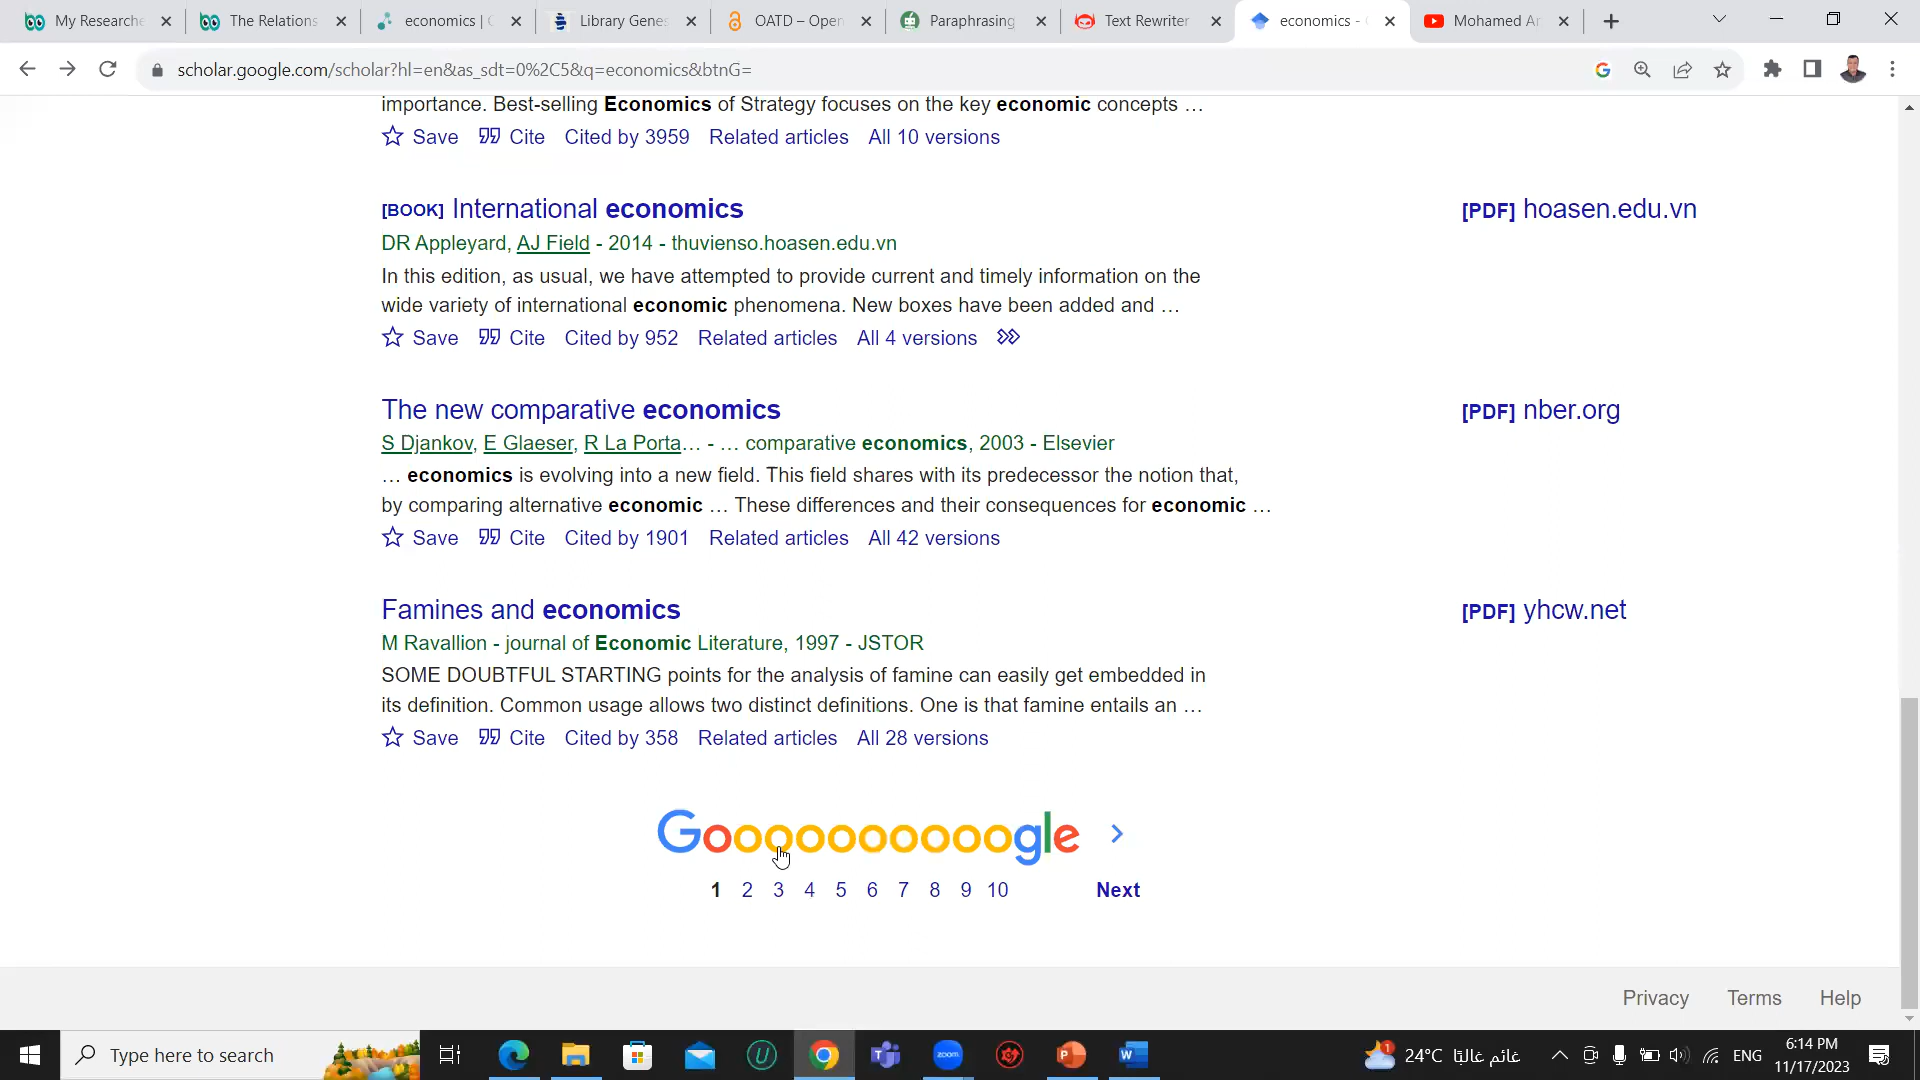 My Researche
The Relations
economics | C
Library Genes
OATD – Open
Paraphrasing
Text Rewriter
economics -
Mohamed Ar
scholar.google.com/scholar?hl=en&as_sdt=0%2C5&q=economics&btnG=
importance. Best-selling Economics of Strategy focuses on the key economic concepts …
Save Cite Cited by 3959 Related articles All 10 versions
[BOOK] International economics
[PDF] hoasen.edu.vn
DR Appleyard, AJ Field - 2014 - thuvienso.hoasen.edu.vn
In this edition, as usual, we have attempted to provide current and timely information on the
wide variety of international economic phenomena. New boxes have been added and …
Save Cite Cited by 952 Related articles All 4 versions
The new comparative economics
[PDF] nber.org
S Djankov, E Glaeser, R La Porta… - … comparative economics, 2003 - Elsevier
… economics is evolving into a new field. This field shares with its predecessor the notion that,
by comparing alternative economic … These differences and their consequences for economic …
Save Cite Cited by 1901 Related articles All 42 versions
Famines and economics
[PDF] yhcw.net
M Ravallion - journal of Economic Literature, 1997 - JSTOR
SOME DOUBTFUL STARTING points for the analysis of famine can easily get embedded in
its definition. Common usage allows two distinct definitions. One is that famine entails an …
Save Cite Cited by 358 Related articles All 28 versions
Goooooooooogle
1 2 3 4 5 6 7 8 9 10 Next
Privacy Terms Help
Type here to search
zoom
24°C غائم غالبًا
ENG
6:14 PM
11/17/2023